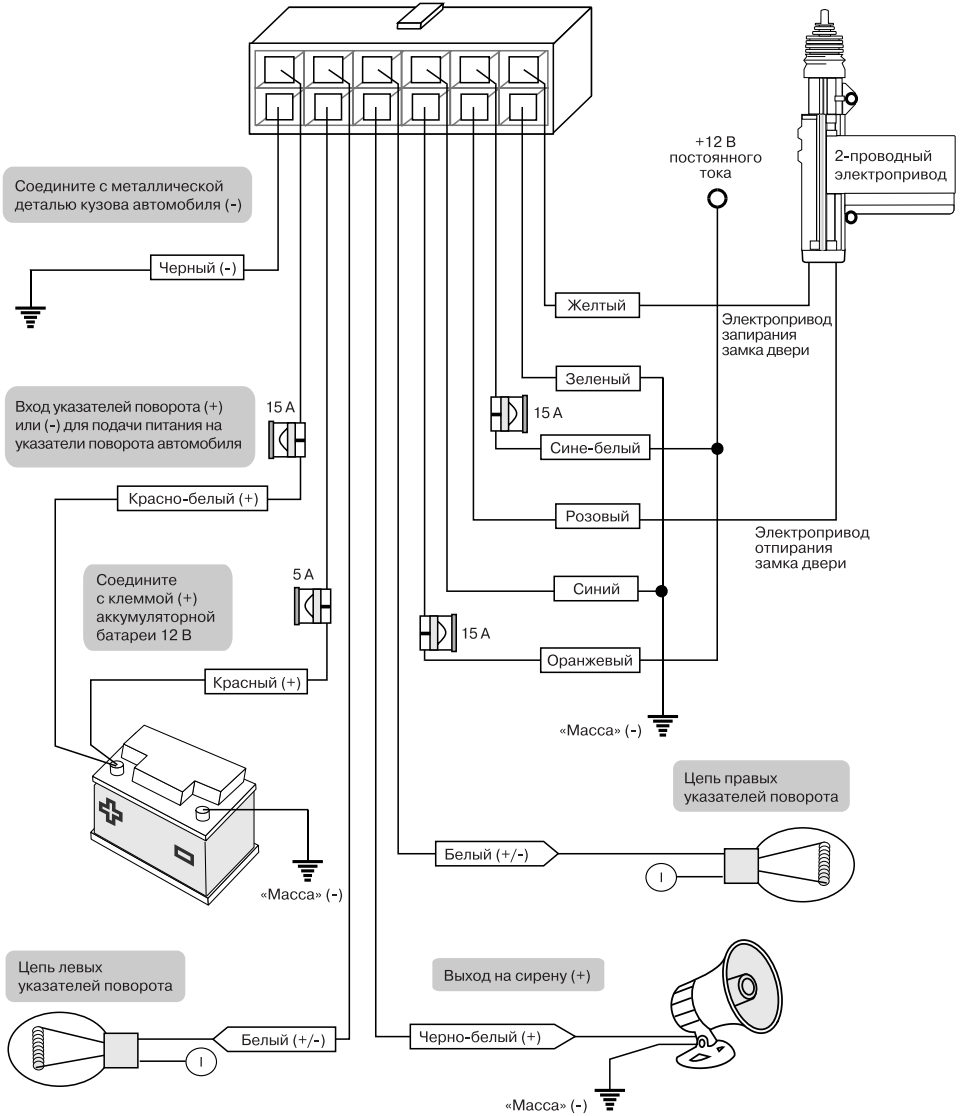 +12 В
постоянного
тока
2-проводный
электропривод
Соедините с металлической
деталью кузова автомобиля (-)
Черный (-)
Желтый
Электропривод
запирания
замка двери
Зеленый
Вход указателей поворота (+)
или (-) для подачи питания на
указатели поворота автомобиля
15 А
15 А
Сине-белый
Красно-белый (+)
Розовый
Электропривод
отпирания
замка двери
Соедините
с клеммой (+)
аккумуляторной
батареи 12 В
5 А
Синий
15 А
Оранжевый
Красный (+)
«Масса» (-)
Цепь правых
указателей поворота
Белый (+/-)
I
«Масса» (-)
Цепь левых
указателей поворота
Выход на сирену (+)
Белый (+/-)
I
Черно-белый (+)
«Масса» (-)